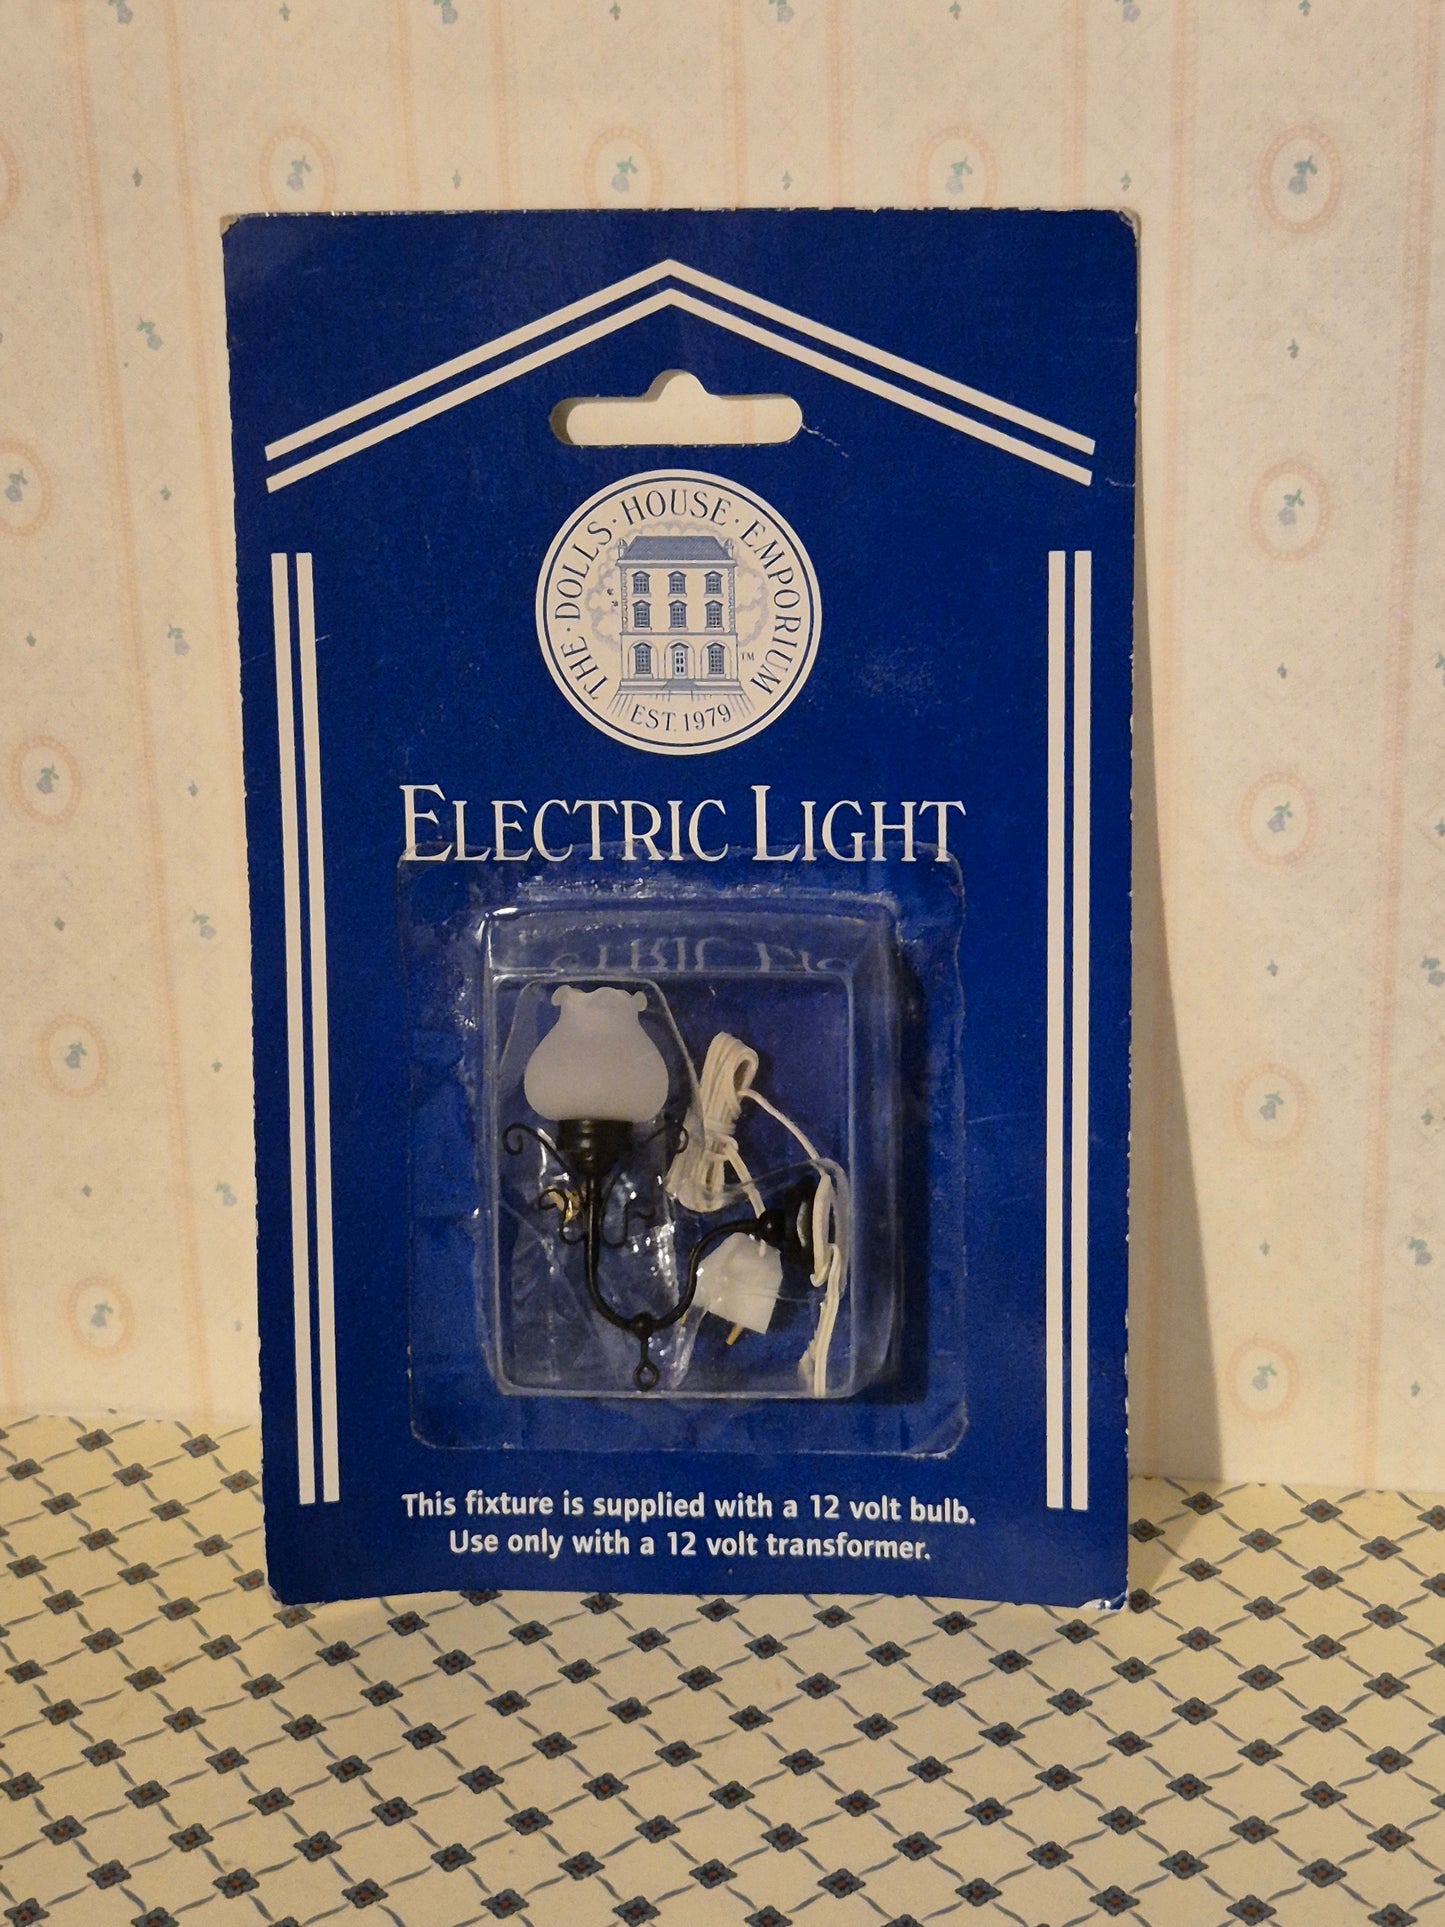 THE · DOLLS · HOUSE · EMPORIUM
TM
EST. 1979
ELECTRIC LIGHT
This fixture is supplied with a 12 volt bulb.
Use only with a 12 volt transformer.